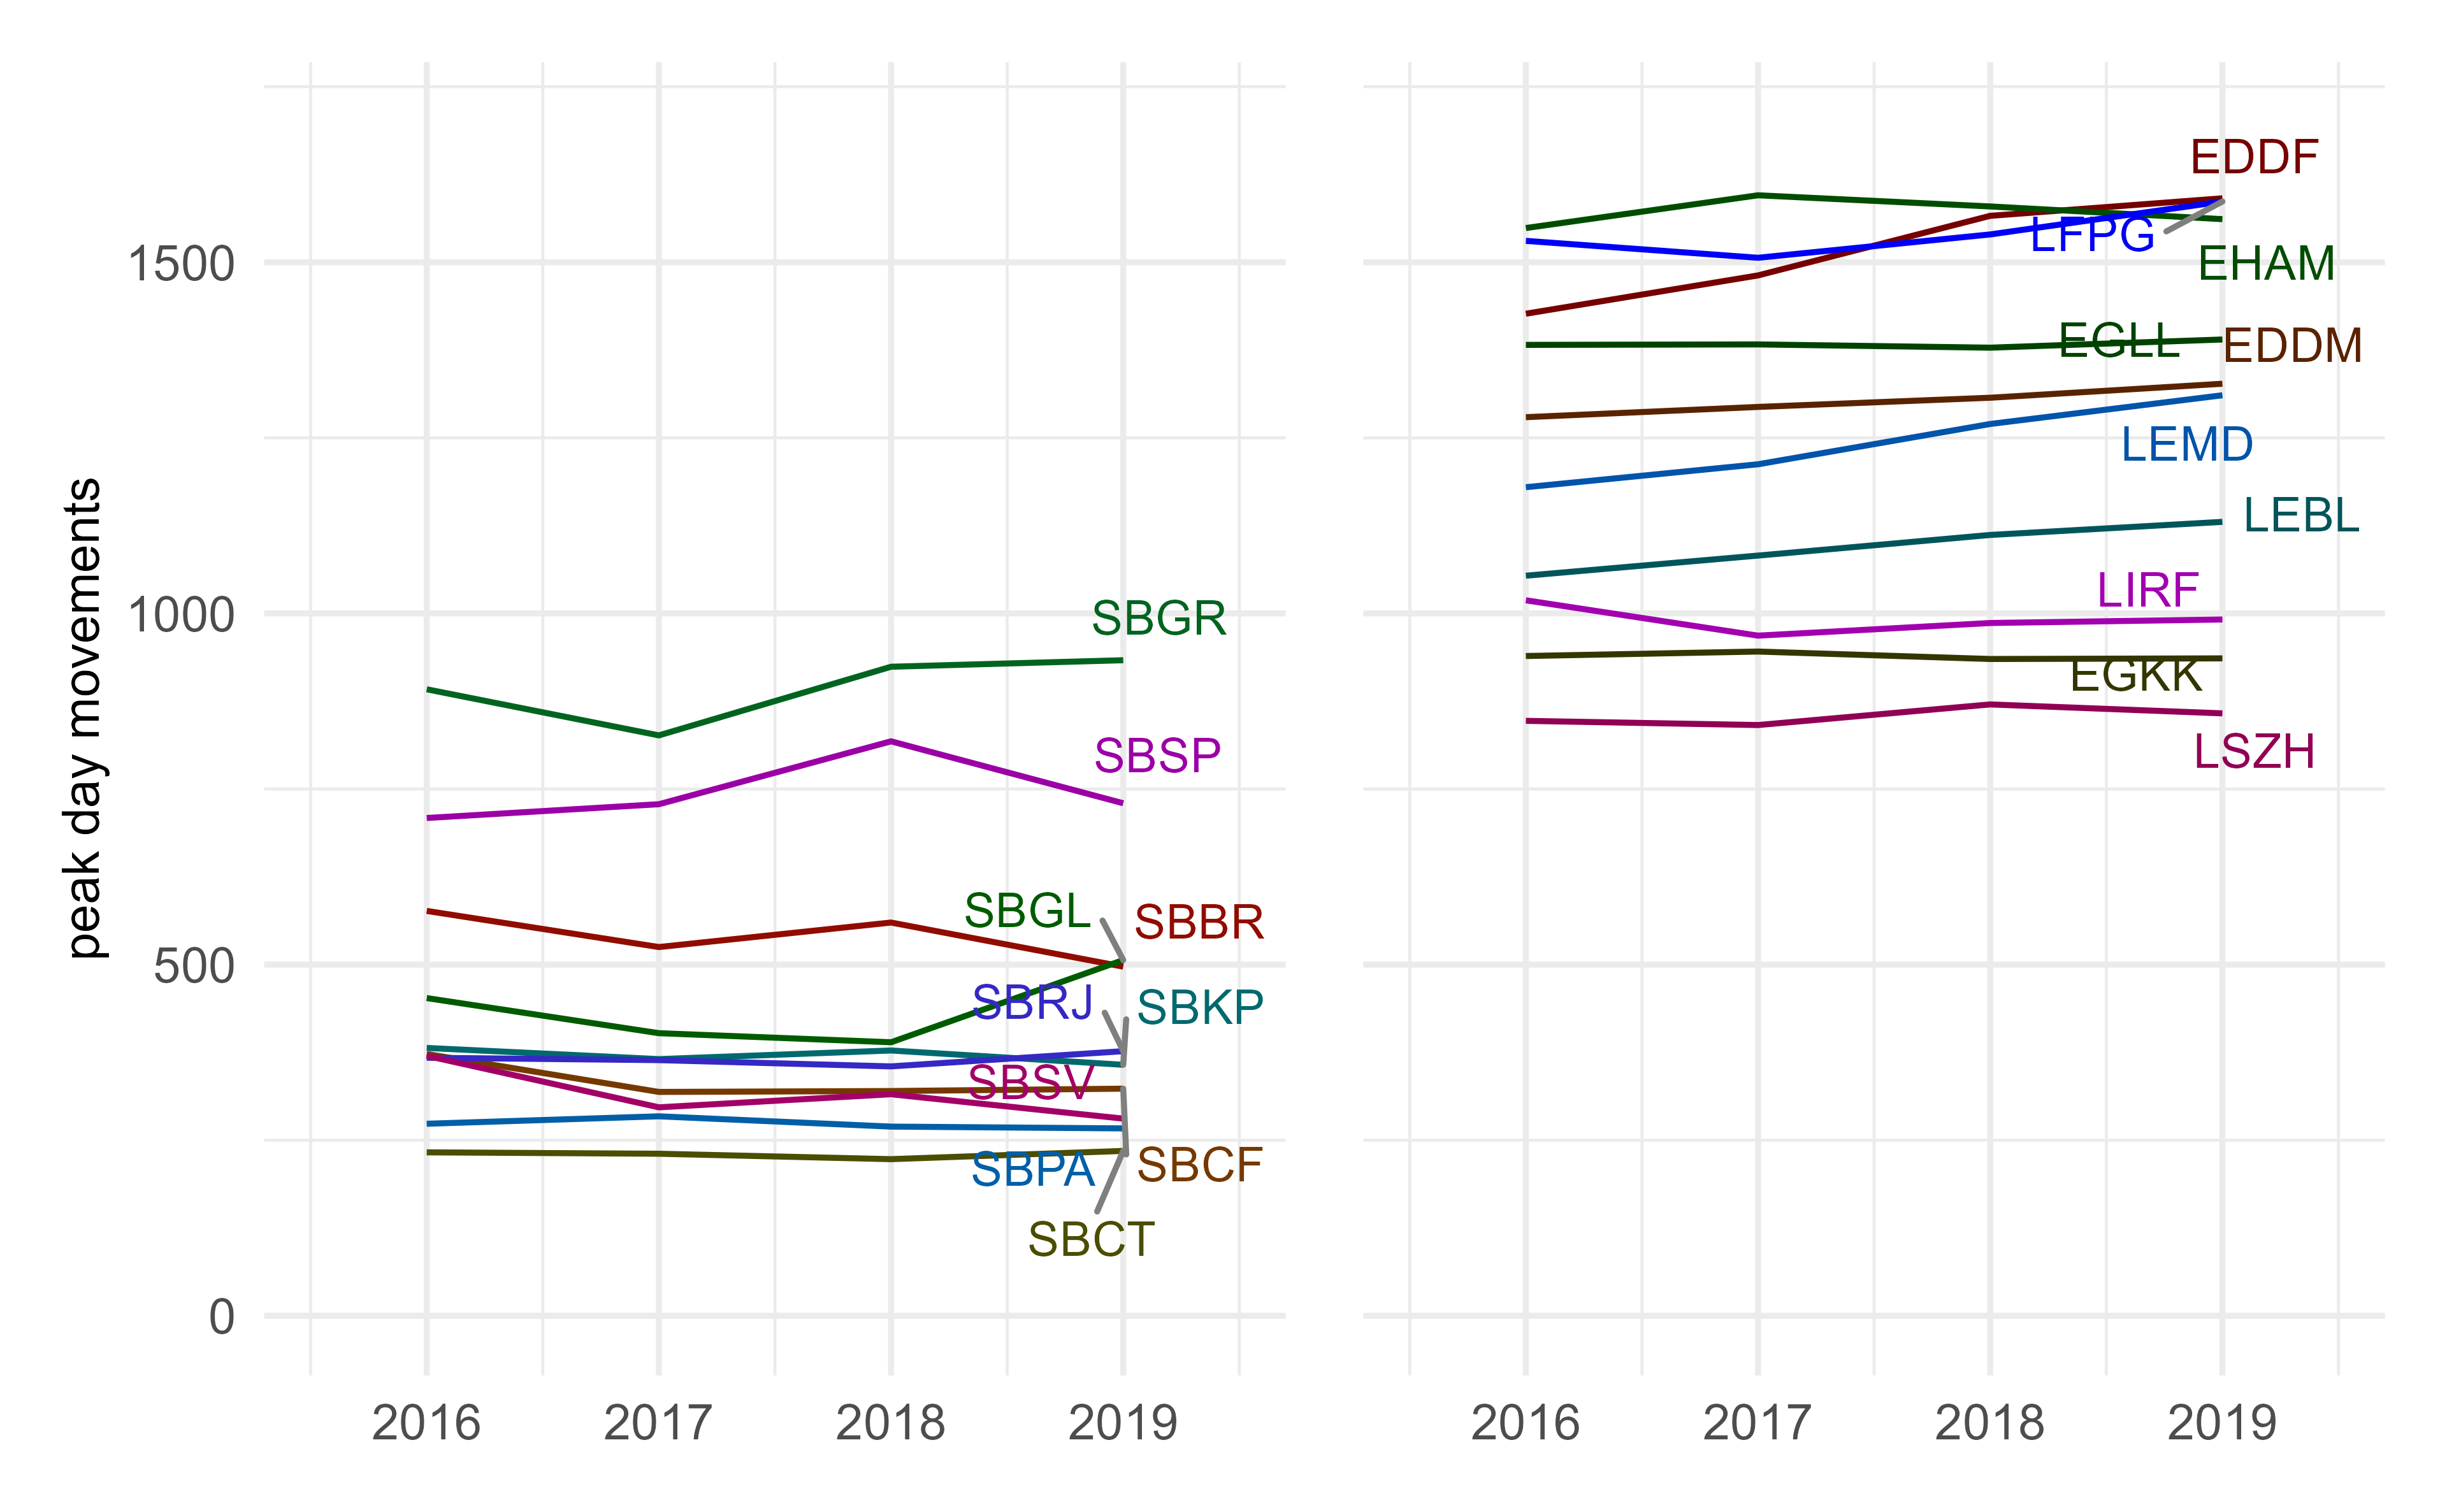 peak day movements
1500
1000
500
0
SBGR
SBSP
SBGL
SBBR
SBRJ
SBKP
SBSV
SBPA
SBCF
SBCT
2016 2017 2018 2019
EDDF
LFPG
EHAM
EGLL
EDDM
LEMD
LEBL
LIRF
EGKK
LSZH
2016 2017 2018 2019